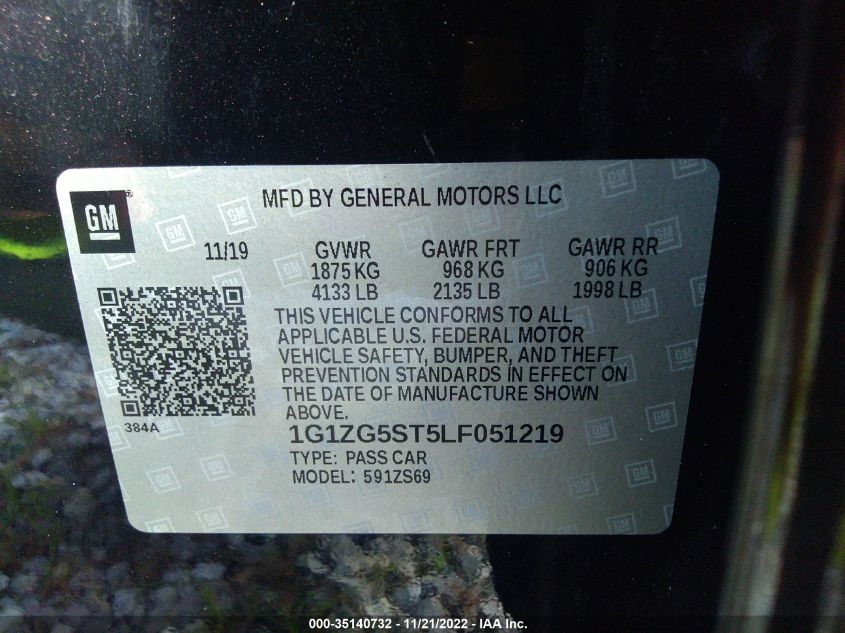 GM
MFD BY GENERAL MOTORS LLC
11/19 GVWR GAWR FRT GAWR RR
1875 KG 968 KG 906 KG
4133 LB 2135 LB 1998 LB
THIS VEHICLE CONFORMS TO ALL
APPLICABLE U.S. FEDERAL MOTOR
VEHICLE SAFETY, BUMPER, AND THEFT
PREVENTION STANDARDS IN EFFECT ON
THE DATE OF MANUFACTURE SHOWN
ABOVE.
384A
1G1ZG5ST5LF051219
TYPE: PASS CAR
MODEL: 591ZS69
000-35140732 - 11/21/2022 - IAA Inc.